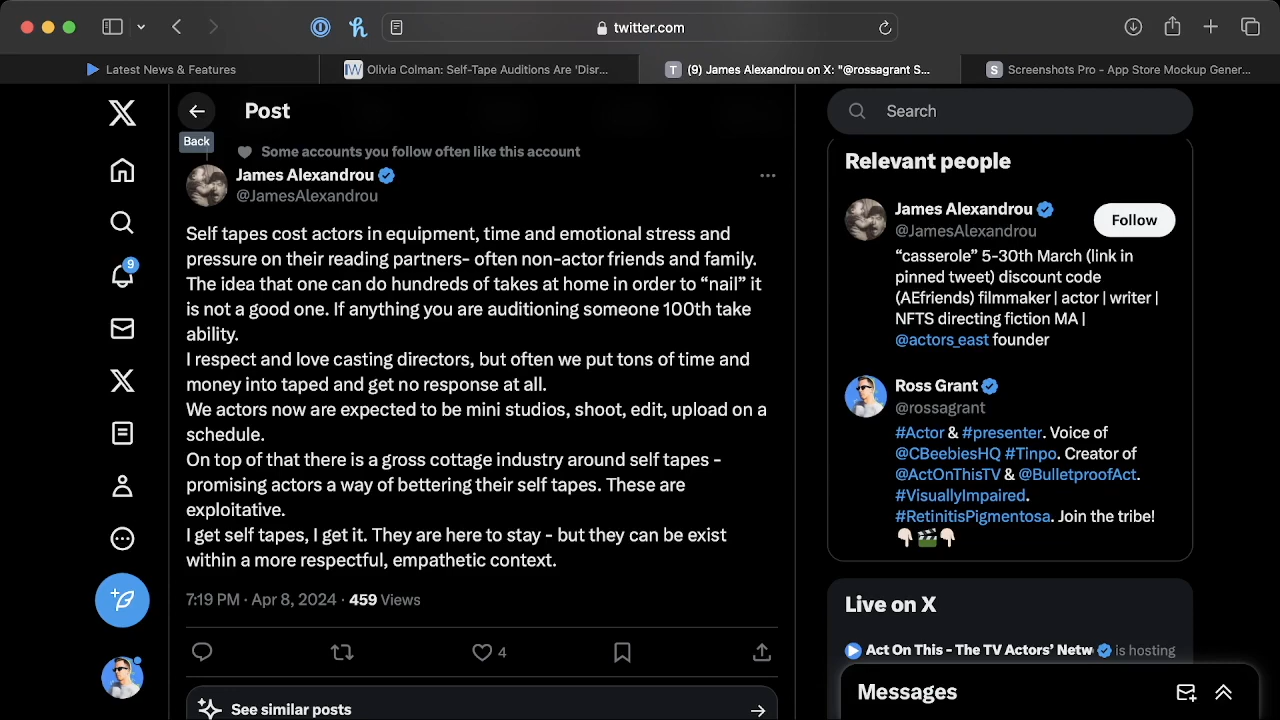 twitter.com
Latest News & Features
Olivia Colman: Self-Tape Auditions Are 'Disr...
(9) James Alexandrou on X: "@rossagrant S...
Screenshots Pro - App Store Mockup Gener...
Post
Back
Some accounts you follow often like this account
James Alexandrou
@JamesAlexandrou
Self tapes cost actors in equipment, time and emotional stress and
pressure on their reading partners- often non-actor friends and family.
The idea that one can do hundreds of takes at home in order to “nail” it
is not a good one. If anything you are auditioning someone 100th take
ability.
I respect and love casting directors, but often we put tons of time and
money into taped and get no response at all.
We actors now are expected to be mini studios, shoot, edit, upload on a
schedule.
On top of that there is a gross cottage industry around self tapes -
promising actors a way of bettering their self tapes. These are
exploitative.
I get self tapes, I get it. They are here to stay - but they can be exist
within a more respectful, empathetic context.
7:19 PM · Apr 8, 2024 · 459 Views
4
See similar posts
9
Search
Relevant people
James Alexandrou
@JamesAlexandrou
Follow
“casserole” 5-30th March (link in
pinned tweet) discount code
(AEfriends) filmmaker | actor | writer |
NFTS directing fiction MA |
@actors_east founder
Ross Grant
@rossagrant
#Actor & #presenter. Voice of
@CBeebiesHQ #Tinpo. Creator of
@ActOnThisTV & @BulletproofAct.
#VisuallyImpaired.
#RetinitisPigmentosa. Join the tribe!
Live on X
Act On This - The TV Actors’ Netw is hosting
Messages